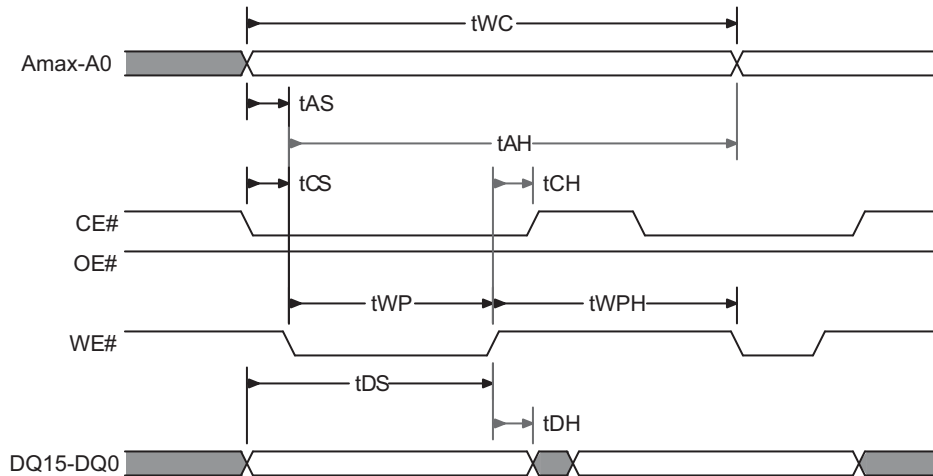 tWC
Amax-A0
tAS
tAH
tCS
tCH
CE#
OE#
tWP
tWPH
WE#
tDS
tDH
DQ15-DQ0